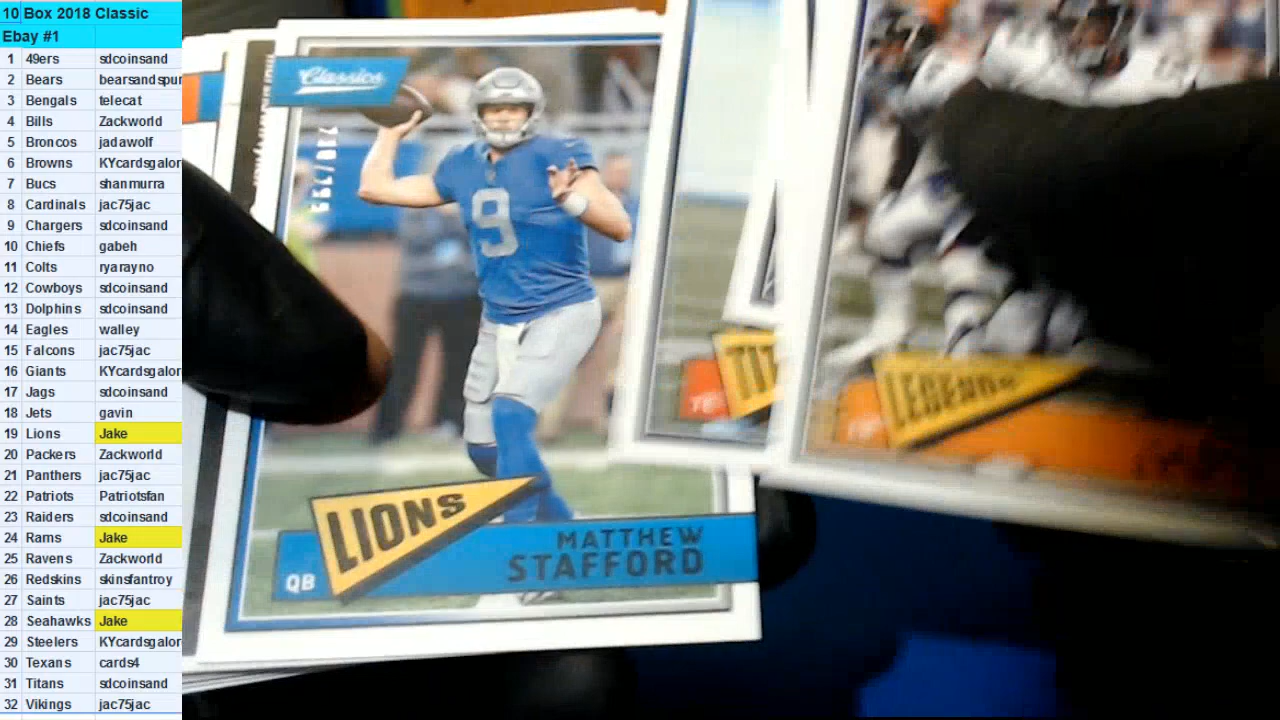 10 Box 2018 Classic
Ebay #1
1 49ers sdcoinsand
2 Bears bearsandspur
3 Bengals telecat
4 Bills Zackworld
5 Broncos jadawolf
6 Browns KYcardsgalor
7 Bucs shanmurra
8 Cardinals jac75jac
9 Chargers sdcoinsand
10 Chiefs gabeh
11 Colts ryarayno
12 Cowboys sdcoinsand
13 Dolphins sdcoinsand
14 Eagles walley
15 Falcons jac75jac
16 Giants KYcardsgalor
17 Jags sdcoinsand
18 Jets gavin
19 Lions Jake
20 Packers Zackworld
21 Panthers jac75jac
22 Patriots Patriotsfan
23 Raiders sdcoinsand
24 Rams Jake
25 Ravens Zackworld
26 Redskins skinsfantroy
27 Saints jac75jac
28 Seahawks Jake
29 Steelers KYcardsgalor
30 Texans cards4
31 Titans sdcoinsand
32 Vikings jac75jac
Classics
9
LIONS
MATTHEW
STAFFORD
QB
TIT
TE
LEGENDS